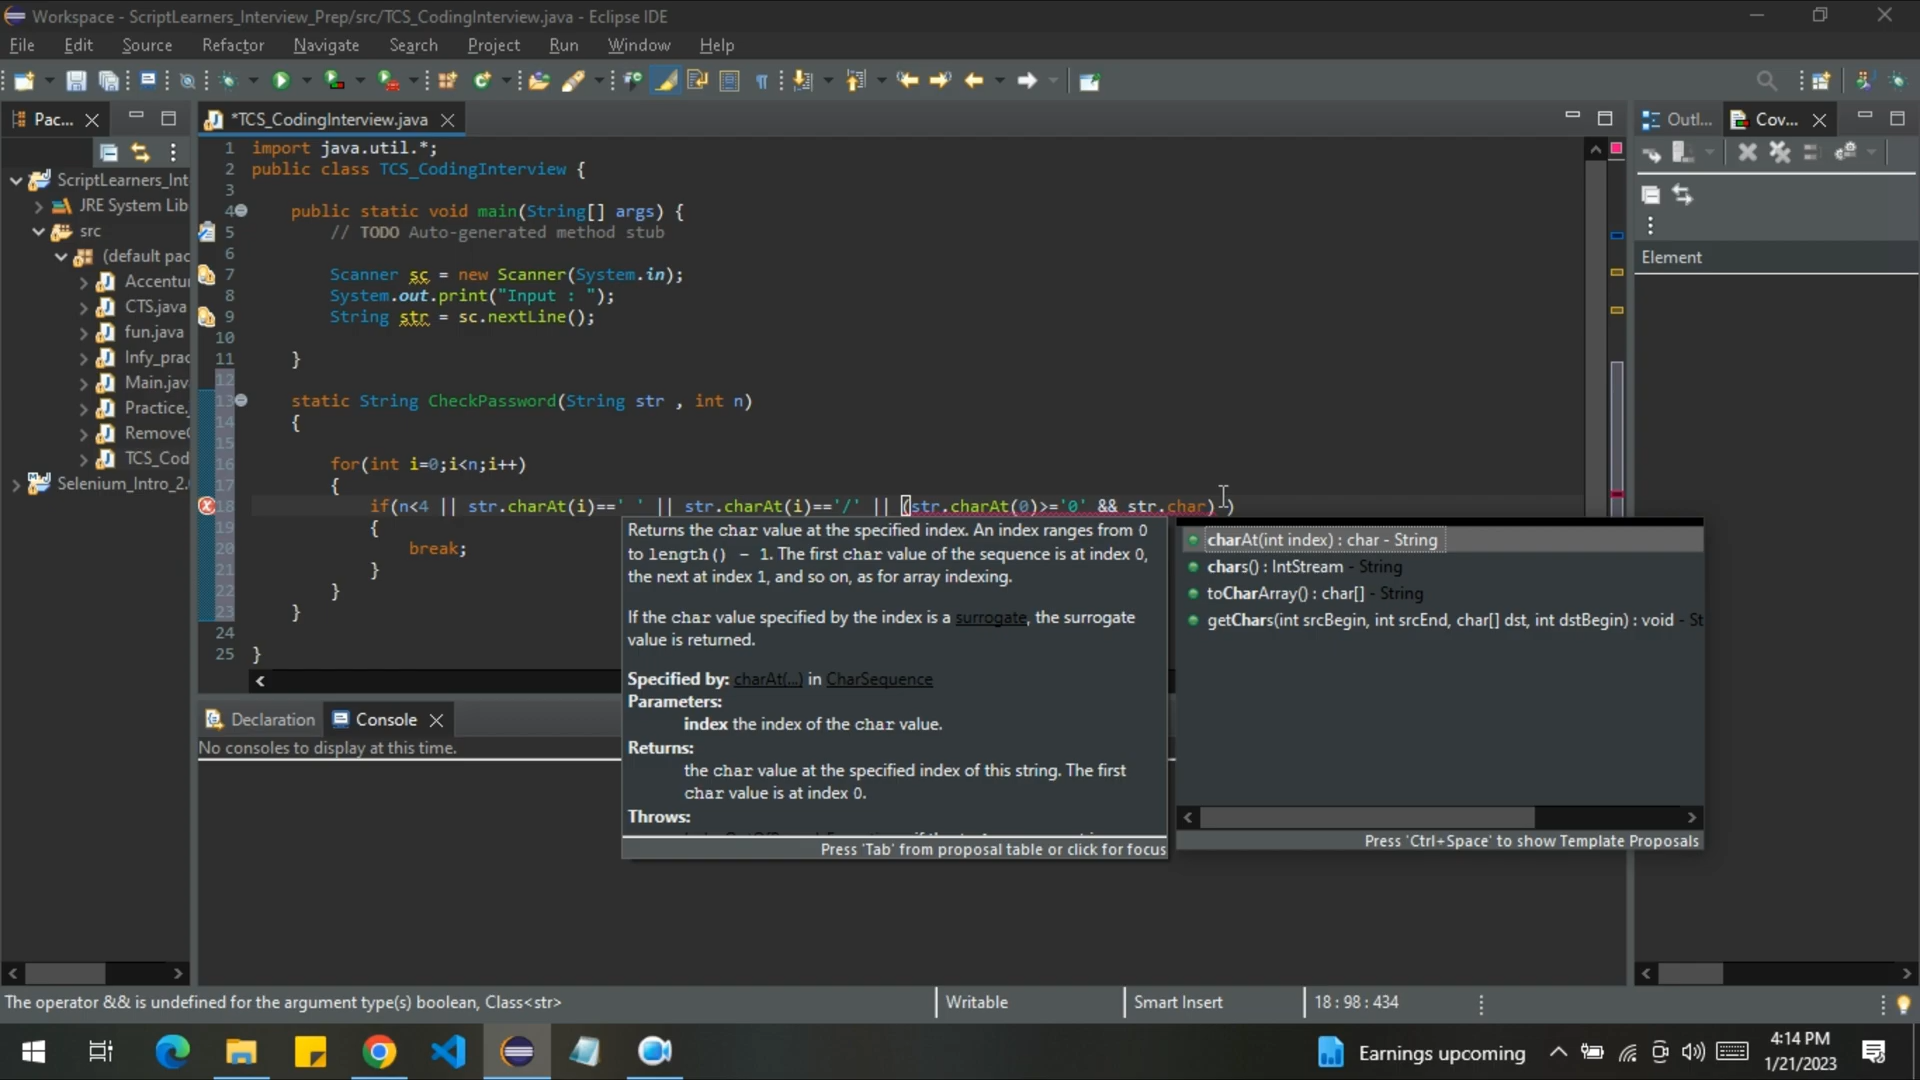 Workspace - ScriptLearners_Interview_Prep/src/TCS_CodingInterview.java - Eclipse IDE
File Edit Source Refactor Navigate Search Project Run Window Help
Pac...
*TCS_CodingInterview.java
Outl...
Cov...
ScriptLearners_Int
JRE System Lib
src
(default pac
Accentu
CTS.java
fun.java
Infy_prac
Main.jav
Practice.
Remove
TCS_Cod
Selenium_Intro_2.
1 import java.util.*;
2 public class TCS_CodingInterview {
3
4 public static void main(String[] args) {
5 // TODO Auto-generated method stub
6
7 Scanner sc = new Scanner(System.in);
8 System.out.print("Input : ");
9 String str = sc.nextLine();
10
11 }
12
13 static String CheckPassword(String str , int n)
14 {
15
16 for(int i=0;i<n;i++)
17 {
18 if(n<4 || str.charAt(i)==' ' || str.charAt(i)=='/' || (str.charAt(0)>='0' && str.char) )
19 {
20 break;
21 }
22 }
23 }
24
25 }
Returns the char value at the specified index. An index ranges from 0
to length() - 1. The first char value of the sequence is at index 0,
the next at index 1, and so on, as for array indexing.
If the char value specified by the index is a surrogate, the surrogate
value is returned.
Specified by: charAt(...) in CharSequence
Parameters:
index the index of the char value.
Returns:
the char value at the specified index of this string. The first
char value is at index 0.
Throws:
Press 'Tab' from proposal table or click for focus
charAt(int index) : char - String
chars() : IntStream - String
toCharArray() : char[] - String
getChars(int srcBegin, int srcEnd, char[] dst, int dstBegin) : void - St
Press 'Ctrl+Space' to show Template Proposals
Element
Declaration
Console
No consoles to display at this time.
The operator && is undefined for the argument type(s) boolean, Class<str>
Writable
Smart Insert
18 : 98 : 434
Earnings upcoming
4:14 PM
1/21/2023